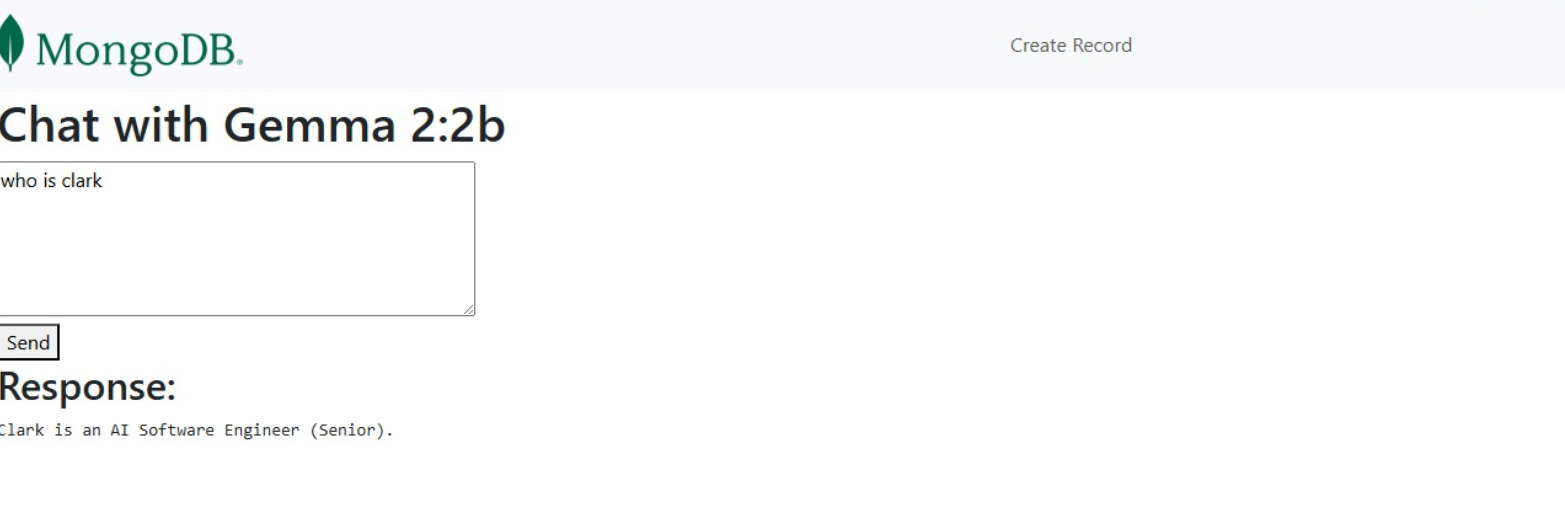 MongoDB®
Create Record
Chat with Gemma 2:2b
who is clark
Send
Response:
Clark is an AI Software Engineer (Senior).